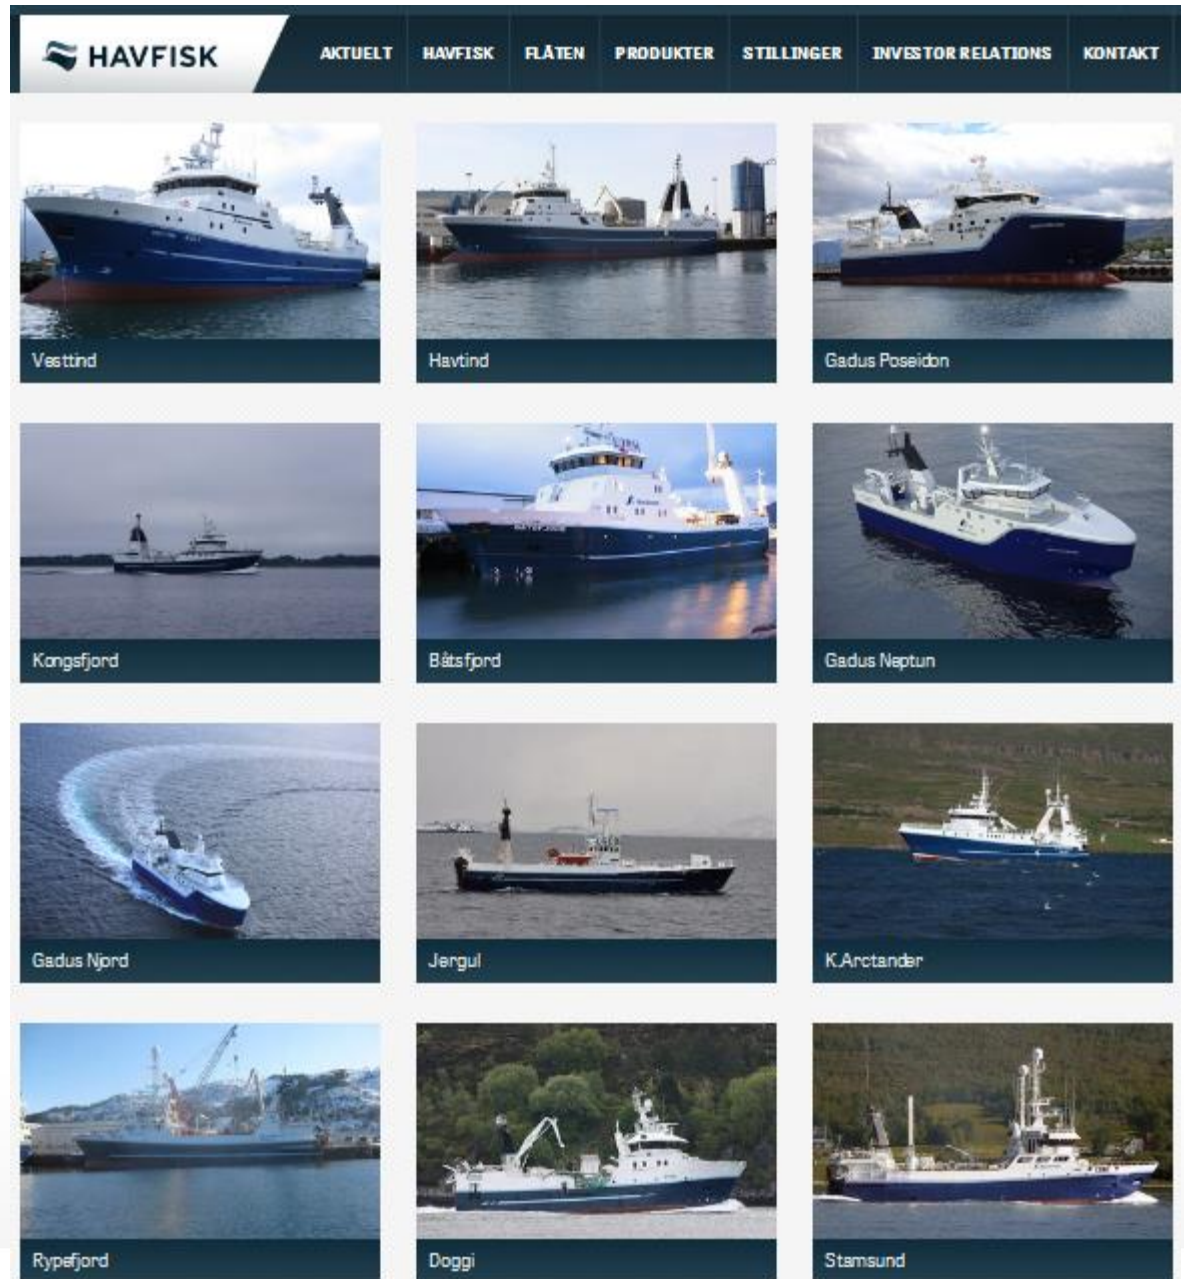 HAVFISK
AKTUELT HAVFISK FLÅTEN PRODUKTER STILLINGER INVESTOR RELATIONS KONTAKT
Vesttind Havtind Gadus Poseidon
Kongsfjord Båtsfjord Gadus Neptun
Gadus Njord Jergul K.Arctander
Rypefjord Doggi Stamsund